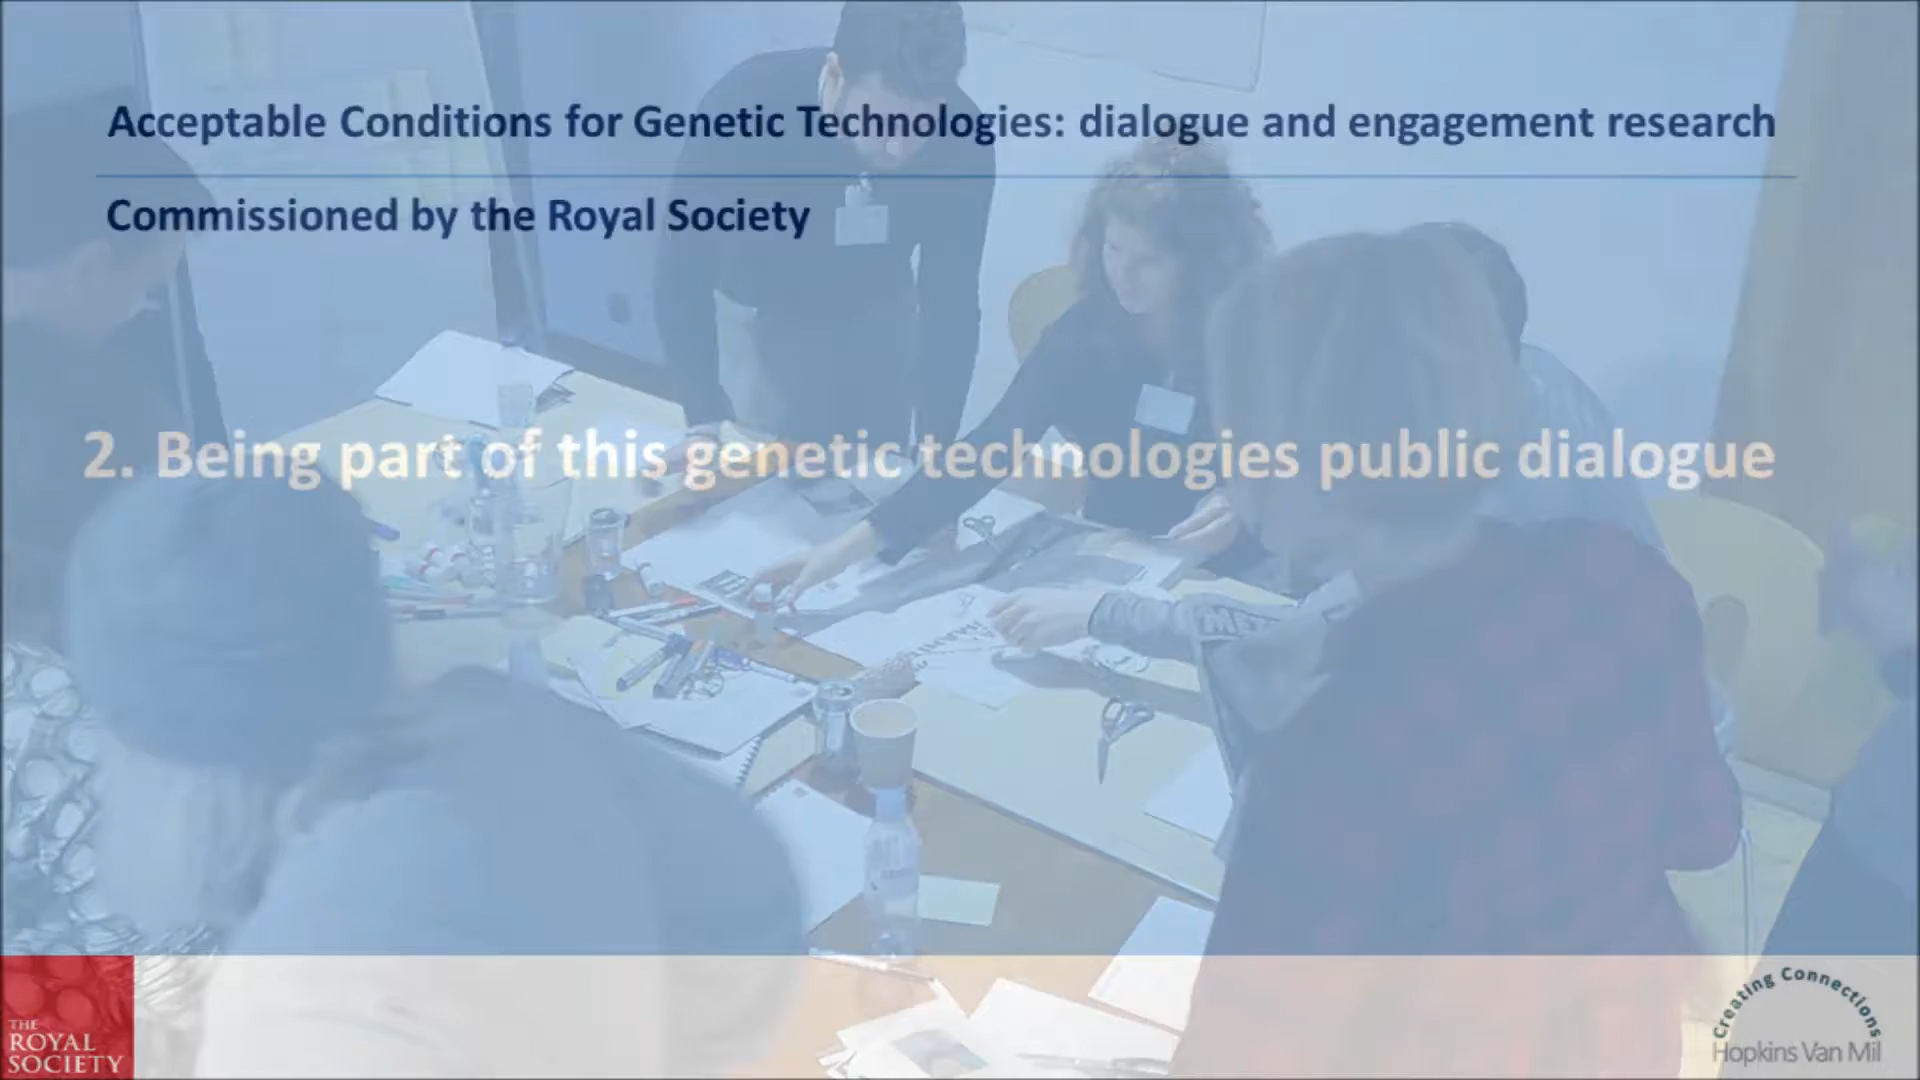 Acceptable Conditions for Genetic Technologies: dialogue and engagement research
Commissioned by the Royal Society
2. Being part of this genetic technologies public dialogue
THE
ROYAL
SOCIETY
Creating Connections
Hopkins Van Mil